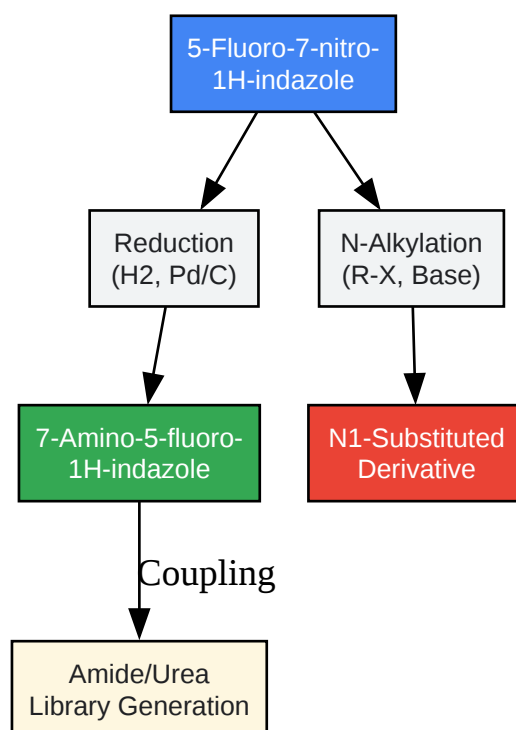 5-Fluoro-7-nitro-
1H-indazole
Reduction
(H2, Pd/C)
N-Alkylation
(R-X, Base)
7-Amino-5-fluoro-
1H-indazole
N1-Substituted
Derivative
Coupling
Amide/Urea
Library Generation